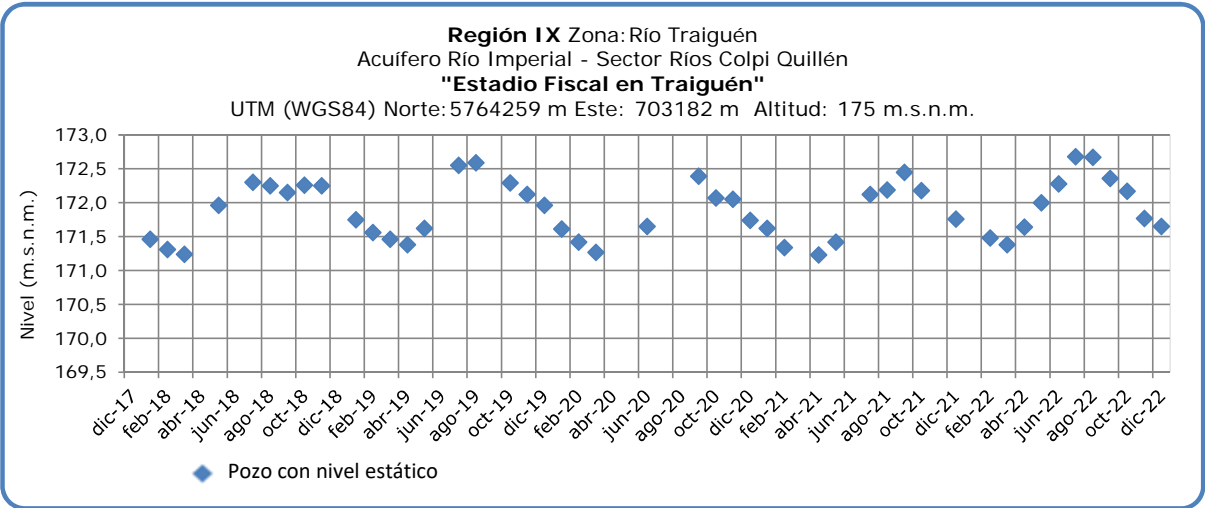 Región IX Zona: Río Traiguén
Acuífero Río Imperial - Sector Ríos Colpi Quillén
"Estadio Fiscal en Traiguén"
UTM (WGS84) Norte: 5764259 m Este: 703182 m Altitud: 175 m.s.n.m.
Nivel (m.s.n.m.)
173,0
172,5
172,0
171,5
171,0
170,5
170,0
169,5
dic-17
feb-18
abr-18
jun-18
ago-18
oct-18
dic-18
feb-19
abr-19
jun-19
ago-19
oct-19
dic-19
feb-20
abr-20
jun-20
ago-20
oct-20
dic-20
feb-21
abr-21
jun-21
ago-21
oct-21
dic-21
feb-22
abr-22
jun-22
ago-22
oct-22
dic-22
Pozo con nivel estático